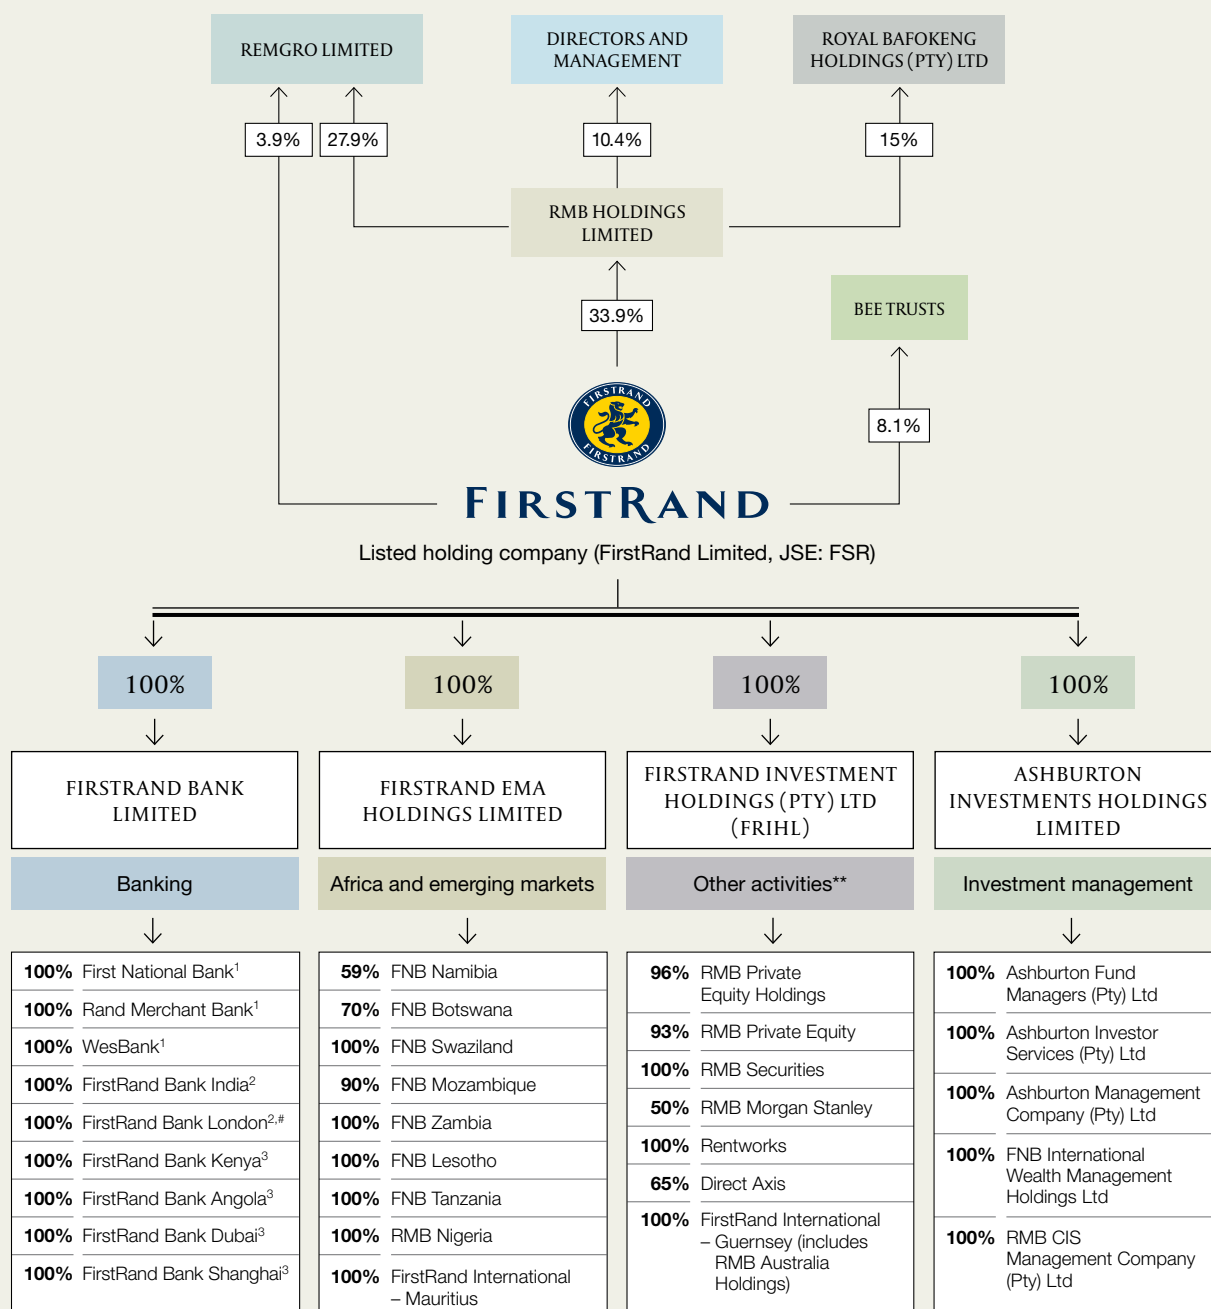 REMGRO LIMITED
DIRECTORS AND
MANAGEMENT
ROYAL BAFOKENG
HOLDINGS (PTY) LTD
3.9%
27.9%
10.4%
15%
RMB HOLDINGS
LIMITED
33.9%
BEE TRUSTS
8.1%
FIRSTRAND
FIRSTRAND
FIRSTRAND
Listed holding company (FirstRand Limited, JSE: FSR)
100%
100%
100%
100%
FIRSTRAND BANK
LIMITED
FIRSTRAND EMA
HOLDINGS LIMITED
FIRSTRAND INVESTMENT
HOLDINGS (PTY) LTD
(FRIHL)
ASHBURTON
INVESTMENTS HOLDINGS
LIMITED
Banking
Africa and emerging markets
Other activities**
Investment management
100% First National Bank¹
100% Rand Merchant Bank¹
100% WesBank¹
100% FirstRand Bank India²
100% FirstRand Bank London²,#
100% FirstRand Bank Kenya³
100% FirstRand Bank Angola³
100% FirstRand Bank Dubai³
100% FirstRand Bank Shanghai³
59% FNB Namibia
70% FNB Botswana
100% FNB Swaziland
90% FNB Mozambique
100% FNB Zambia
100% FNB Lesotho
100% FNB Tanzania
100% RMB Nigeria
100% FirstRand International
– Mauritius
96% RMB Private
Equity Holdings
93% RMB Private Equity
100% RMB Securities
50% RMB Morgan Stanley
100% Rentworks
65% Direct Axis
100% FirstRand International
– Guernsey (includes
RMB Australia
Holdings)
100% Ashburton Fund
Managers (Pty) Ltd
100% Ashburton Investor
Services (Pty) Ltd
100% Ashburton Management
Company (Pty) Ltd
100% FNB International
Wealth Management
Holdings Ltd
100% RMB CIS
Management Company
(Pty) Ltd